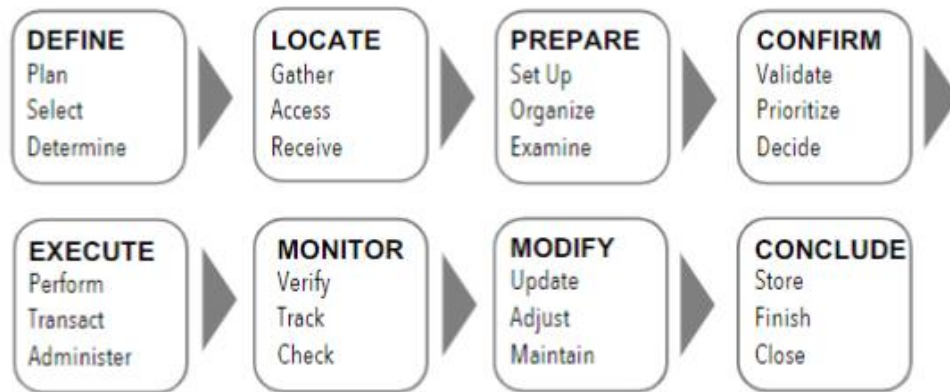 DEFINE
Plan
Select
Determine
LOCATE
Gather
Access
Receive
PREPARE
Set Up
Organize
Examine
CONFIRM
Validate
Prioritize
Decide
EXECUTE
Perform
Transact
Administer
MONITOR
Verify
Track
Check
MODIFY
Update
Adjust
Maintain
CONCLUDE
Store
Finish
Close